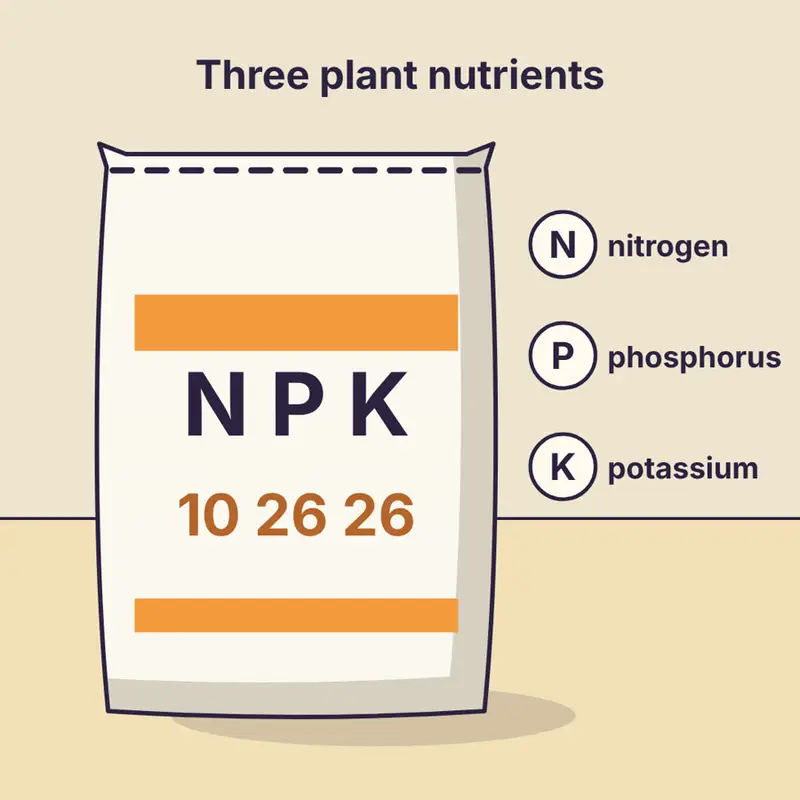 Three plant nutrients
N P K
10 26 26
N nitrogen
P phosphorus
K potassium